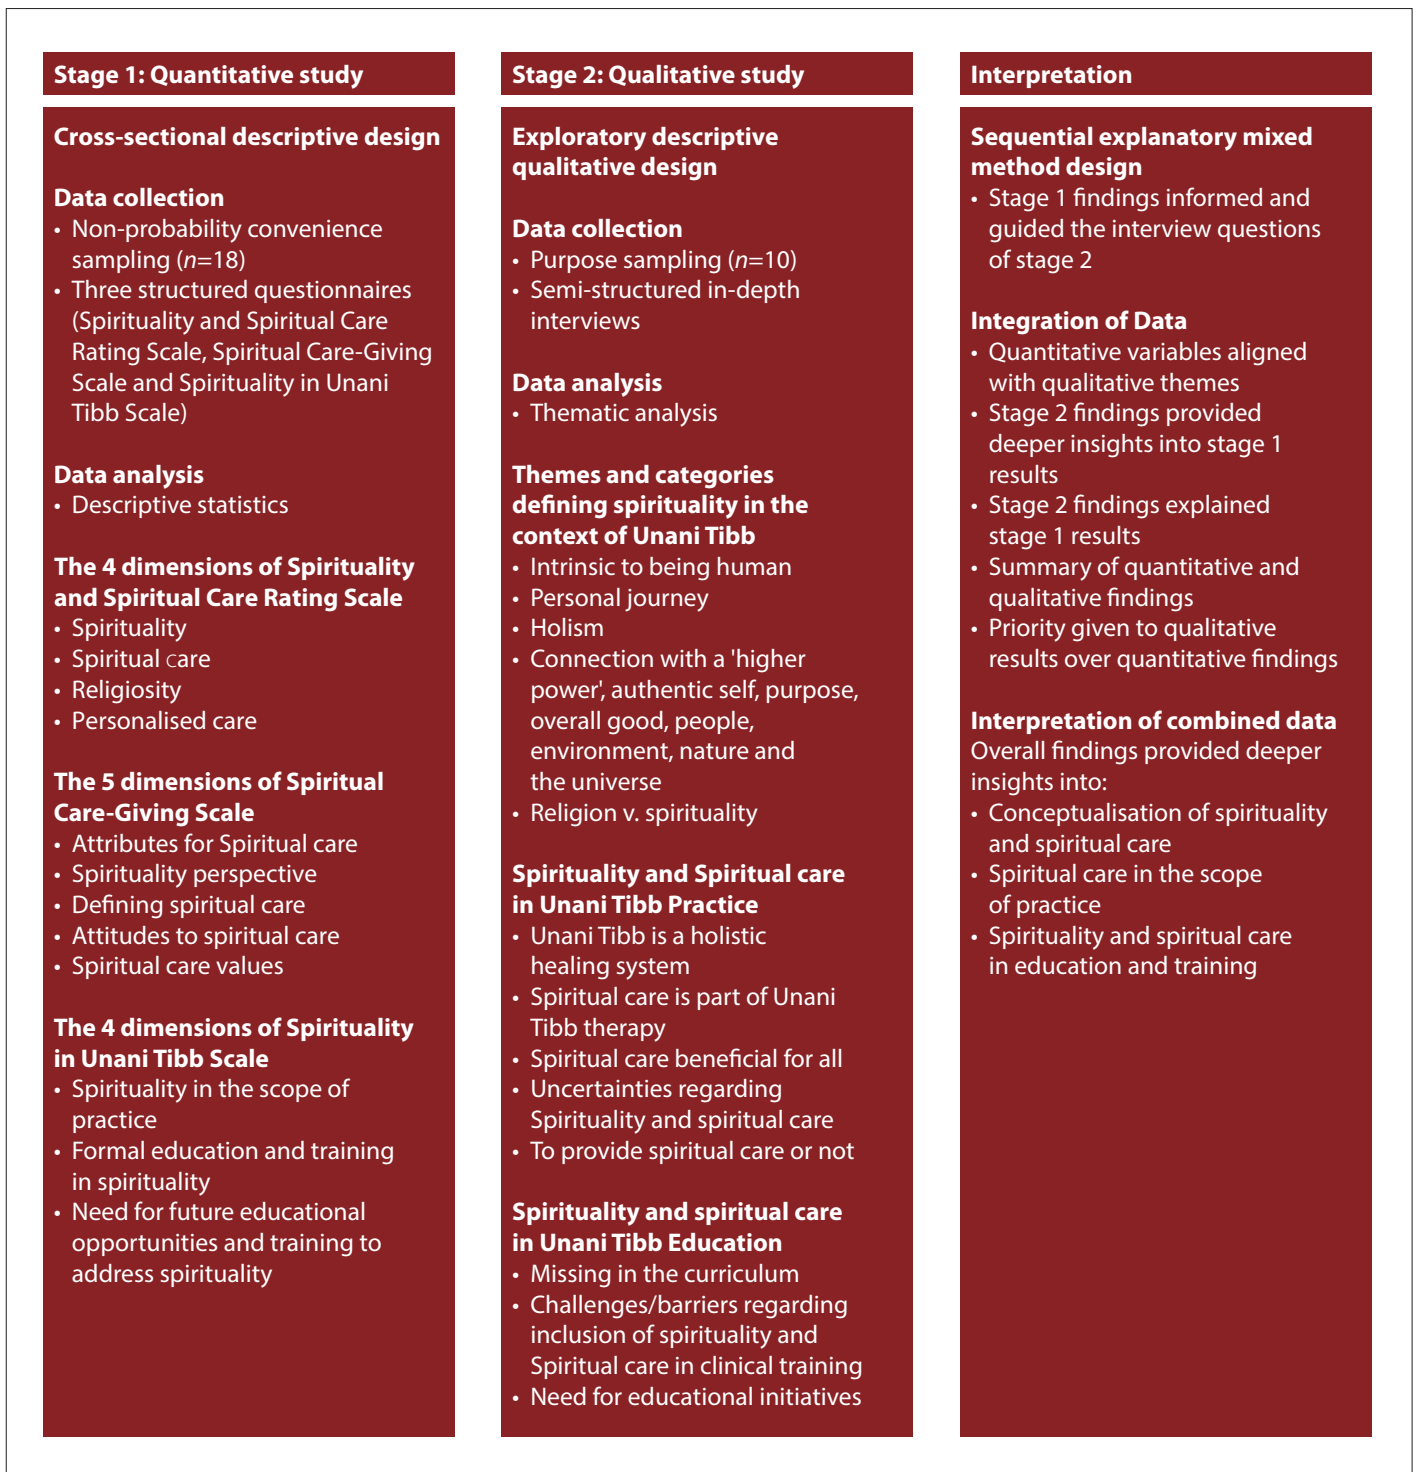 Stage 1: Quantitative study
Cross-sectional descriptive design
Data collection
• Non-probability convenience
sampling (n=18)
• Three structured questionnaires
(Spirituality and Spiritual Care
Rating Scale, Spiritual Care-Giving
Scale and Spirituality in Unani
Tibb Scale)
Data analysis
• Descriptive statistics
The 4 dimensions of Spirituality
and Spiritual Care Rating Scale
• Spirituality
• Spiritual care
• Religiosity
• Personalised care
The 5 dimensions of Spiritual
Care-Giving Scale
• Attributes for Spiritual care
• Spirituality perspective
• Defining spiritual care
• Attitudes to spiritual care
• Spiritual care values
The 4 dimensions of Spirituality
in Unani Tibb Scale
• Spirituality in the scope of
practice
• Formal education and training
in spirituality
• Need for future educational
opportunities and training to
address spirituality
Stage 2: Qualitative study
Exploratory descriptive
qualitative design
Data collection
• Purpose sampling (n=10)
• Semi-structured in-depth
interviews
Data analysis
• Thematic analysis
Themes and categories
defining spirituality in the
context of Unani Tibb
• Intrinsic to being human
• Personal journey
• Holism
• Connection with a 'higher
power', authentic self, purpose,
overall good, people,
environment, nature and
the universe
• Religion v. spirituality
Spirituality and Spiritual care
in Unani Tibb Practice
• Unani Tibb is a holistic
healing system
• Spiritual care is part of Unani
Tibb therapy
• Spiritual care beneficial for all
• Uncertainties regarding
Spirituality and spiritual care
• To provide spiritual care or not
Spirituality and spiritual care
in Unani Tibb Education
• Missing in the curriculum
• Challenges/barriers regarding
inclusion of spirituality and
Spiritual care in clinical training
• Need for educational initiatives
Interpretation
Sequential explanatory mixed
method design
• Stage 1 findings informed and
guided the interview questions
of stage 2
Integration of Data
• Quantitative variables aligned
with qualitative themes
• Stage 2 findings provided
deeper insights into stage 1
results
• Stage 2 findings explained
stage 1 results
• Summary of quantitative and
qualitative findings
• Priority given to qualitative
results over quantitative findings
Interpretation of combined data
Overall findings provided deeper
insights into:
• Conceptualisation of spirituality
and spiritual care
• Spiritual care in the scope
of practice
• Spirituality and spiritual care
in education and training